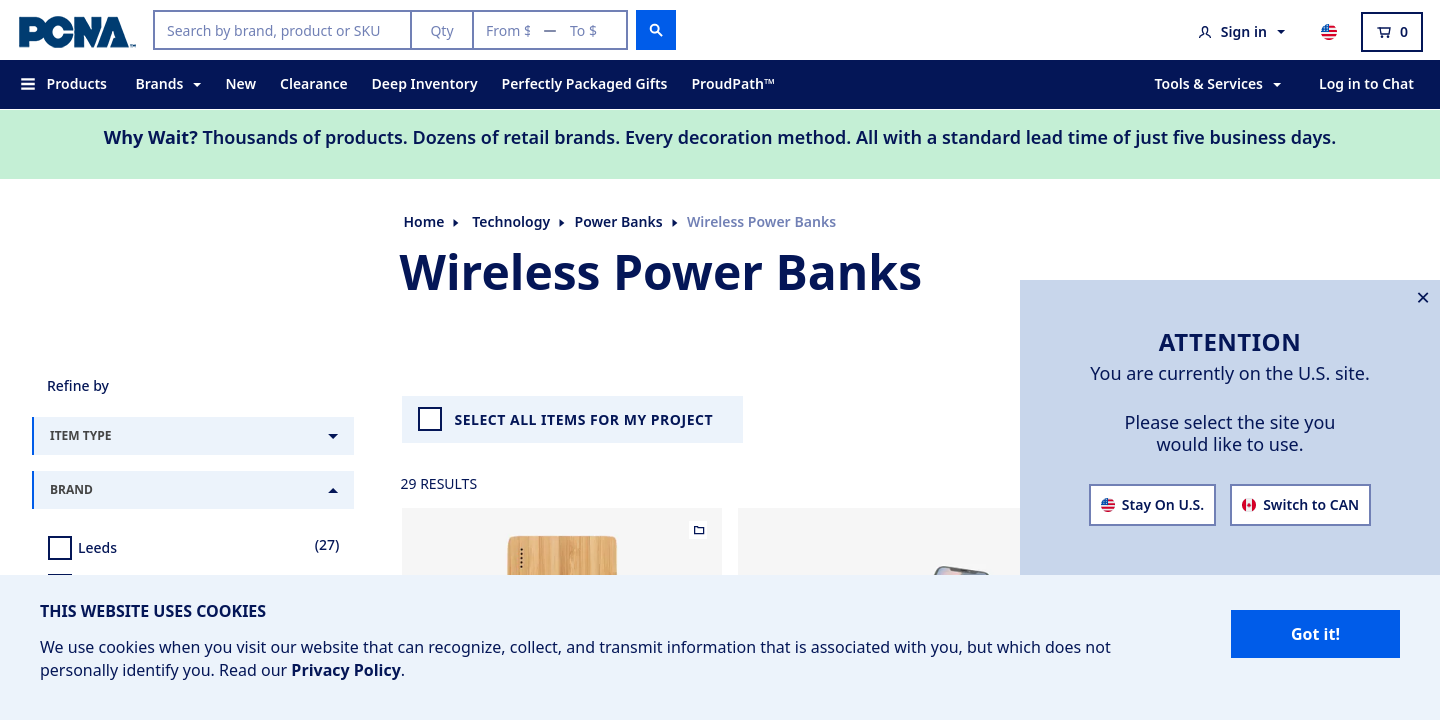 PCNA™
Search by brand, product or SKU
Qty
From $
—
To $
Sign in
0
Products
Brands
New
Clearance
Deep Inventory
Perfectly Packaged Gifts
ProudPath™
Tools & Services
Log in to Chat
Why Wait? Thousands of products. Dozens of retail brands. Every decoration method. All with a standard lead time of just five business days.
Home
Technology
Power Banks
Wireless Power Banks
Wireless Power Banks
ATTENTION
You are currently on the U.S. site.
Please select the site you
would like to use.
Stay On U.S.
Switch to CAN
Refine by
ITEM TYPE
BRAND
Leeds
(27)
SELECT ALL ITEMS FOR MY PROJECT
29 RESULTS
THIS WEBSITE USES COOKIES
We use cookies when you visit our website that can recognize, collect, and transmit information that is associated with you, but which does not
personally identify you. Read our Privacy Policy.
Got it!